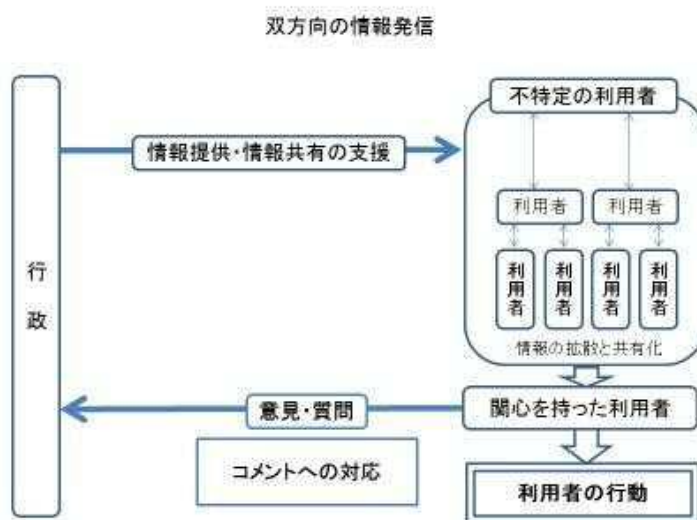 双方向の情報発信
不特定の利用者
情報提供・情報共有の支援
利用者
利用者
利用者
利用者
利用者
利用者
行政
情報の拡散と共有化
意見・質問
関心を持った利用者
コメントへの対応
利用者の行動